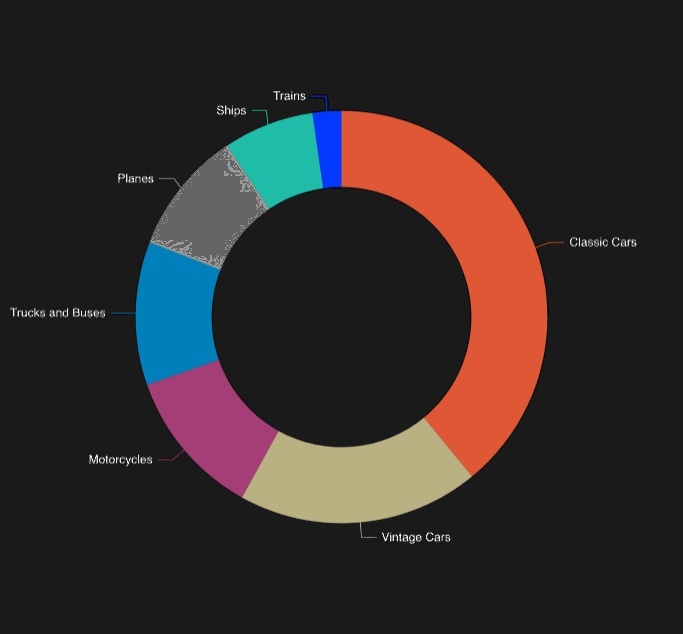 Trains
Ships
Planes
Classic Cars
Trucks and Buses
Motorcycles
Vintage Cars